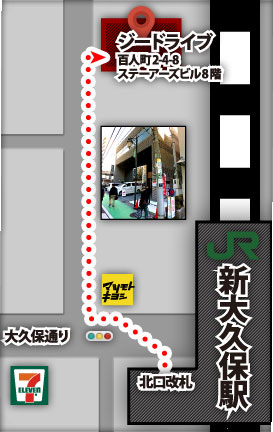 ジードライブ
百人町2-4-8
ステーアーズビル8階
マツモト
キヨシ
JR
新大久保駅
大久保通り
7
ELEVEN
北口改札